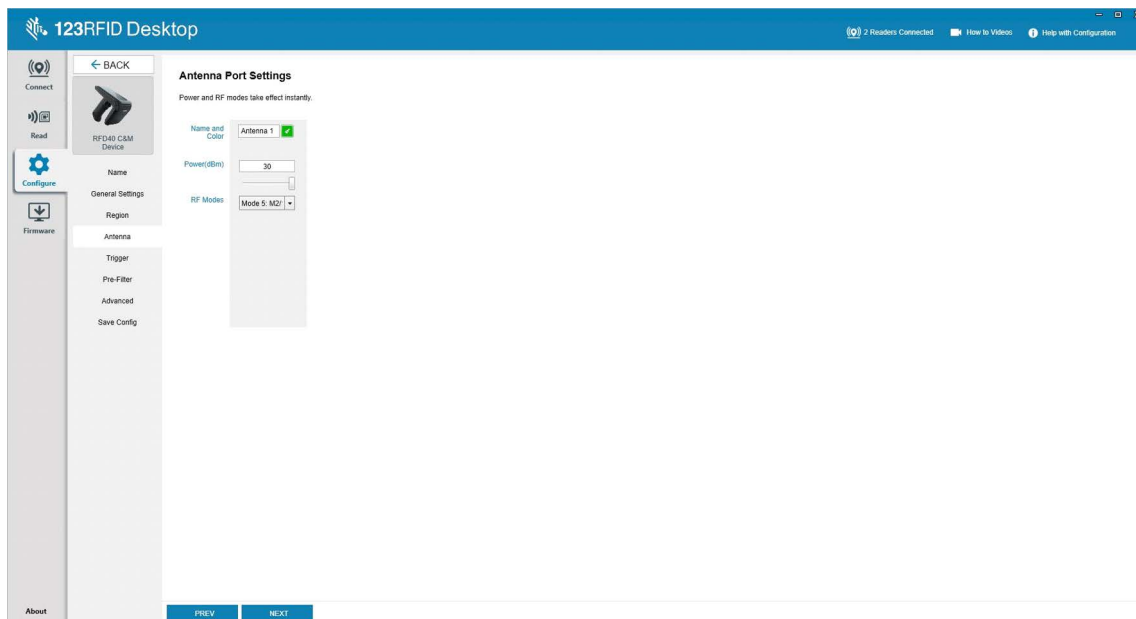 123RFID Desktop
2 Readers Connected
How to Videos
Help with Configuration
Connect
Read
Configure
Firmware
About
BACK
RFD40 C&M
Device
Name
General Settings
Region
Antenna
Trigger
Pre-Filter
Advanced
Save Config
Antenna Port Settings
Power and RF modes take effect instantly.
Name and
Color
Antenna 1
Power(dBm)
30
RF Modes
Mode 5: M2/
PREV
NEXT